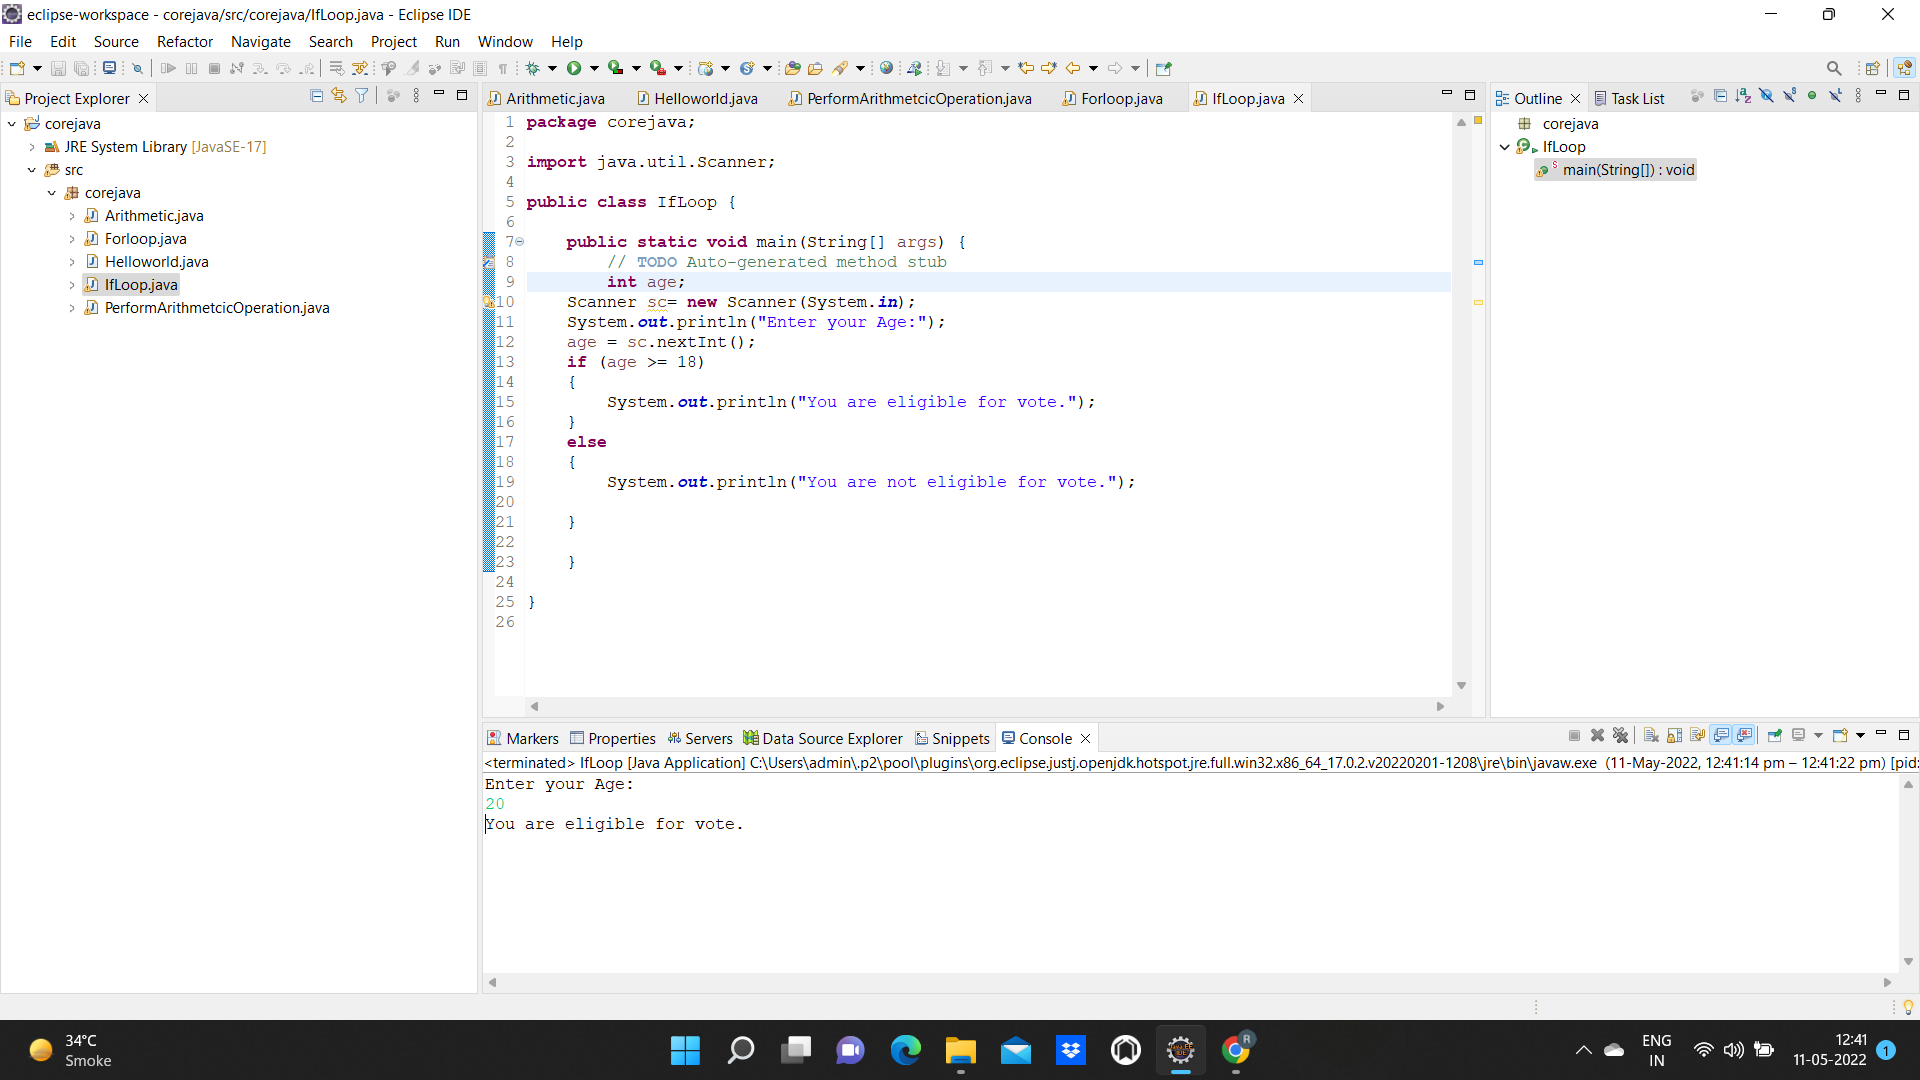 eclipse-workspace - corejava/src/corejava/IfLoop.java - Eclipse IDE
File Edit Source Refactor Navigate Search Project Run Window Help
Project Explorer
corejava
JRE System Library [JavaSE-17]
src
corejava
Arithmetic.java
Forloop.java
Helloworld.java
IfLoop.java
PerformArithmetcicOperation.java
Arithmetic.java Helloworld.java PerformArithmetcicOperation.java Forloop.java IfLoop.java
1 package corejava;
2
3 import java.util.Scanner;
4
5 public class IfLoop {
6
7 public static void main(String[] args) {
8 // TODO Auto-generated method stub
9 int age;
10 Scanner sc= new Scanner(System.in);
11 System.out.println("Enter your Age:");
12 age = sc.nextInt();
13 if (age >= 18)
14 {
15 System.out.println("You are eligible for vote.");
16 }
17 else
18 {
19 System.out.println("You are not eligible for vote.");
20
21 }
22
23 }
24
25 }
26
Outline Task List
corejava
IfLoop
main(String[]) : void
Markers Properties Servers Data Source Explorer Snippets Console
<terminated> IfLoop [Java Application] C:\Users\admin\.p2\pool\plugins\org.eclipse.justj.openjdk.hotspot.jre.full.win32.x86_64_17.0.2.v20220201-1208\jre\bin\javaw.exe (11-May-2022, 12:41:14 pm – 12:41:22 pm) [pid:
Enter your Age:
20
You are eligible for vote.
34°C
Smoke
R
ENG
IN
12:41
11-05-2022
1